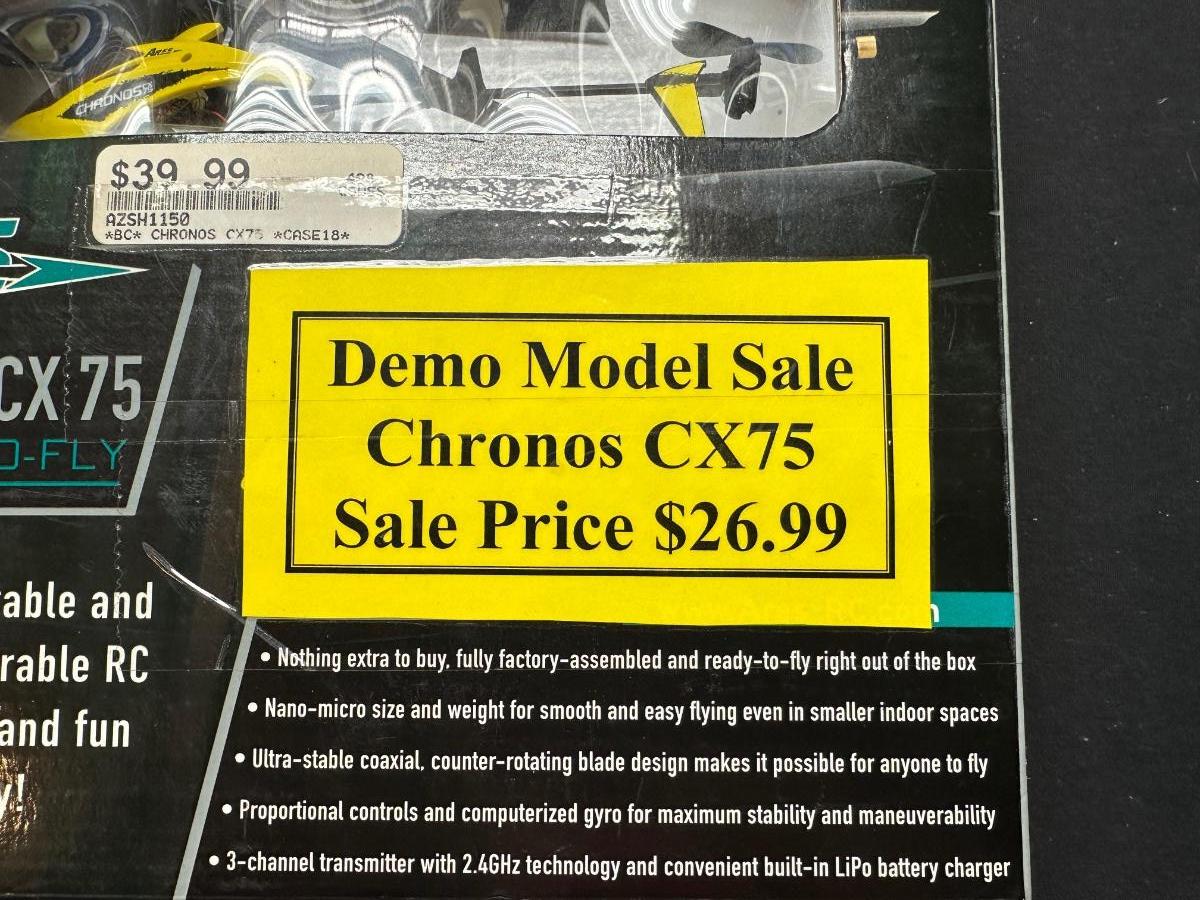 ARES
CHRONOS
$39.99
AZSH1150
*BC* CHRONOS CX75 *CASE18*
CX 75
O-FLY
Demo Model Sale
Chronos CX75
Sale Price $26.99
able and
rable RC
and fun
y!
• Nothing extra to buy, fully factory-assembled and ready-to-fly right out of the box
• Nano-micro size and weight for smooth and easy flying even in smaller indoor spaces
• Ultra-stable coaxial, counter-rotating blade design makes it possible for anyone to fly
• Proportional controls and computerized gyro for maximum stability and maneuverability
• 3-channel transmitter with 2.4GHz technology and convenient built-in LiPo battery charger